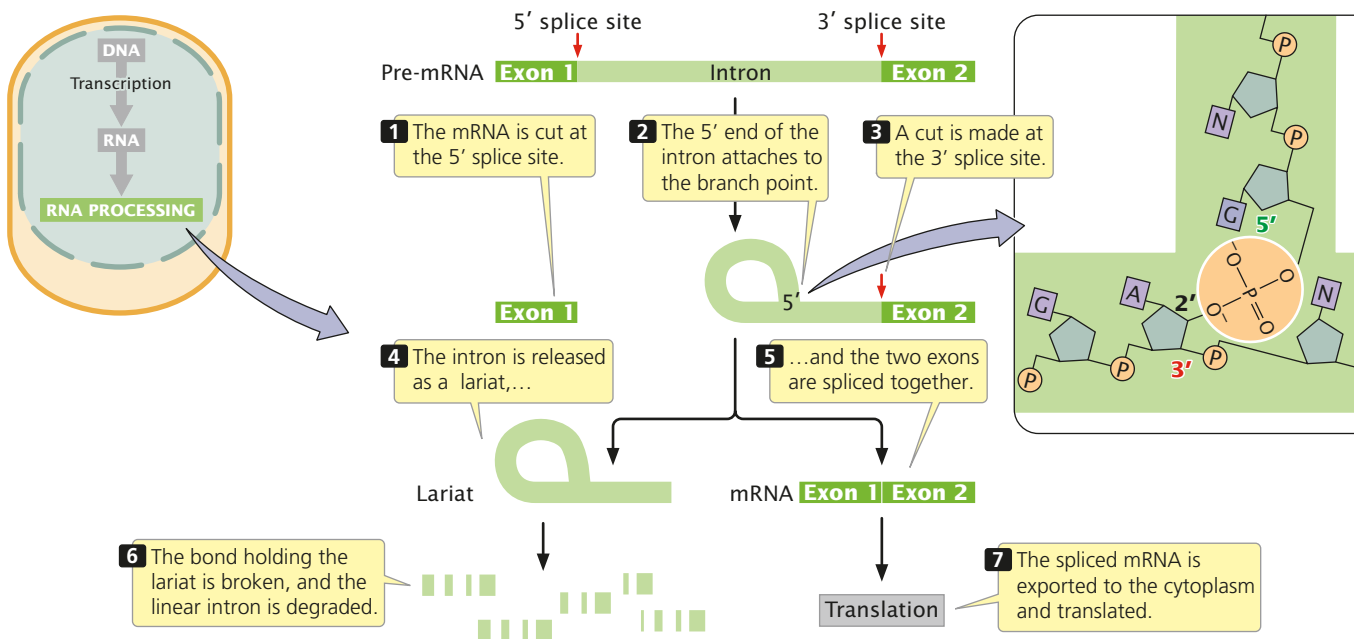 DNA
Transcription
RNA
RNA PROCESSING
5′ splice site
3′ splice site
Pre-mRNA
Exon 1
Intron
Exon 2
1 The mRNA is cut at
the 5′ splice site.
2 The 5′ end of the
intron attaches to
the branch point.
3 A cut is made at
the 3′ splice site.
5′
Exon 1
Exon 2
4 The intron is released
as a lariat,…
5 …and the two exons
are spliced together.
Lariat
mRNA
Exon 1
Exon 2
6 The bond holding the
lariat is broken, and the
linear intron is degraded.
Translation
7 The spliced mRNA is
exported to the cytoplasm
and translated.
P
N
P
G
5′
O–
O
P
O–
O
G
A
2′
N
P
P
3′
P